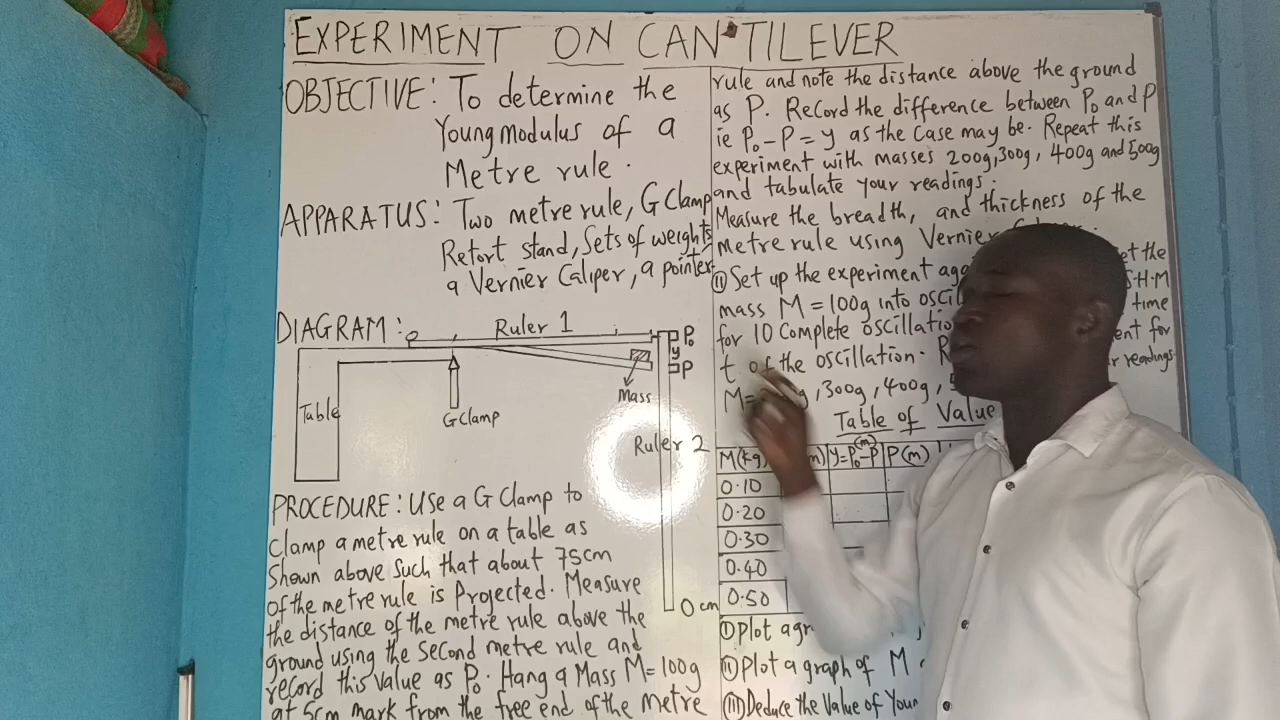 EXPERIMENT ON CANTILEVER
OBJECTIVE: To determine the
Young modulus of a
Metre rule.
APPARATUS: Two metre rule, G Clamp
Retort stand, Sets of weights,
a Vernier Caliper, a pointer
DIAGRAM:
Ruler 1
P₀
y
P
Mass
Table
G Clamp
Ruler 2
0 cm
PROCEDURE: Use a G Clamp to
Clamp a metre rule on a table as
Shown above such that about 75cm
of the metre rule is Projected. Measure
the distance of the metre rule above the
ground using the second metre rule and
record this value as P₀. Hang a Mass M=100g
at 5cm mark from the free end of the metre
rule and note the distance above the ground
as P. Record the difference between P₀ and P
ie P₀-P=y as the case may be. Repeat this
experiment with masses 200g,300g, 400g and 500g
and tabulate your readings.
Measure the breadth, and thickness of the
metre rule using Vernier
(ii) Set up the experiment the
mass M=100g into S.H.M
time
for 10 Complete for
t of the oscillation. readings.
M= ,300g, 400g,
Table of Value
M(kg) (m) y=P₀-P (m) P(m)
0.10
0.20
0.30
0.40
0.50
(i) Plot a
(ii) Plot a graph of M
(iii) Deduce the Value of